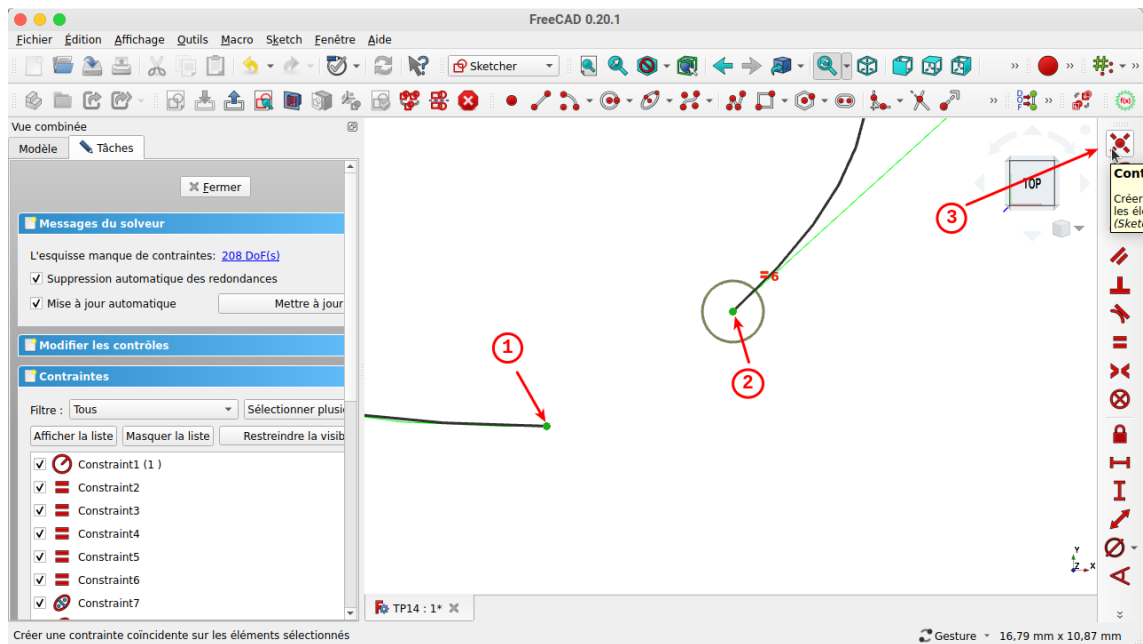 FreeCAD 0.20.1
Fichier Édition Affichage Outils Macro Sketch Fenêtre Aide
Sketcher
»
»
»
»
»
f(x)
Vue combinée
Modèle
Tâches
Fermer
Messages du solveur
L'esquisse manque de contraintes: 208 DoF(s)
Suppression automatique des redondances
Mise à jour automatique
Mettre à jour
Modifier les contrôles
Contraintes
Filtre : Tous
Sélectionner plusi
Afficher la liste
Masquer la liste
Restreindre la visib
Constraint1 (1 )
Constraint2
Constraint3
Constraint4
Constraint5
Constraint6
Constraint7
1
2
3
6
TOP
Cont
Créer
les élé
(Sketc
Y
Z
X
TP14 : 1*
Créer une contrainte coïncidente sur les éléments sélectionnés
Gesture
16,79 mm x 10,87 mm